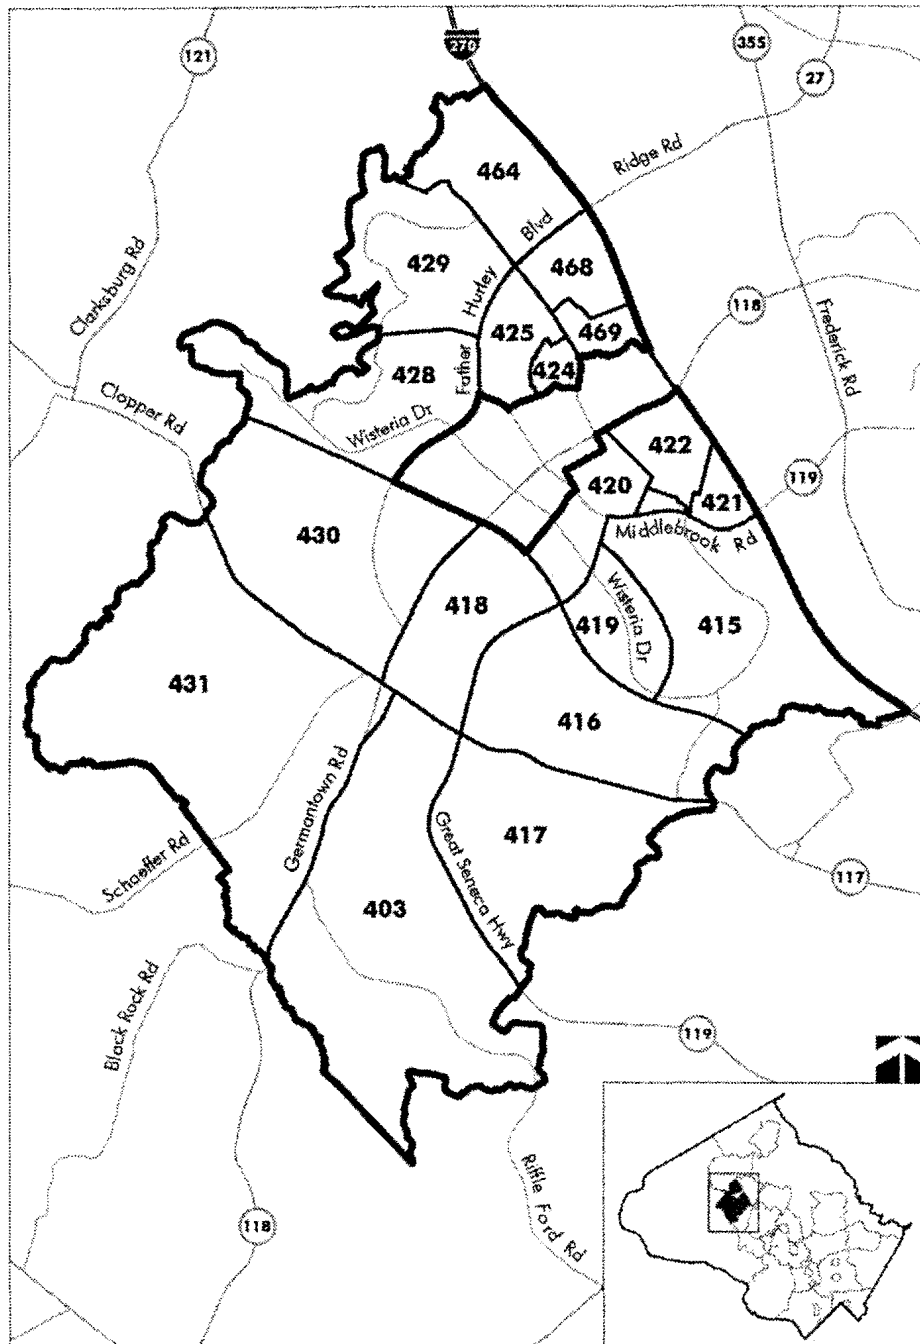 270
121
355
27
Ridge Rd
464
Blvd
429
468
Hurley
118
Clarksburg Rd
425
469
Frederick Rd
Father
428
424
Clopper Rd
Wisteria Dr
422
119
420
421
430
Middlebrook Rd
418
Wisteria Dr
419
415
431
416
Germantown Rd
Great Seneca Hwy
417
Schaeffer Rd
117
403
Black Rock Rd
119
Riffle Ford Rd
118